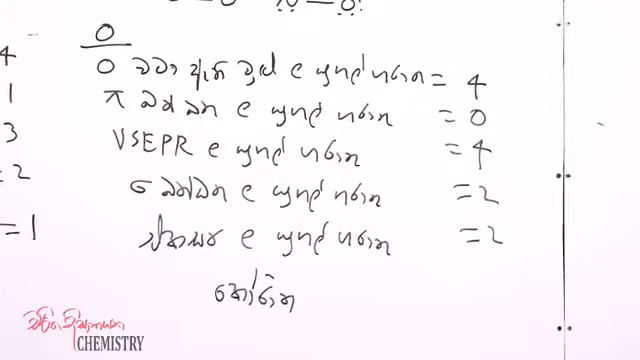 O
O වටා ඇති මුළු e යුගල් ගණන = 4
π බන්ධන e යුගල් ගණන = 0
VSEPR e යුගල් ගණන = 4
σ බන්ධන e යුගල් ගණන = 2
එකසර e යුගල් ගණන = 2
කෝණික
4
1
3
= 2
= 1
CHEMISTRY